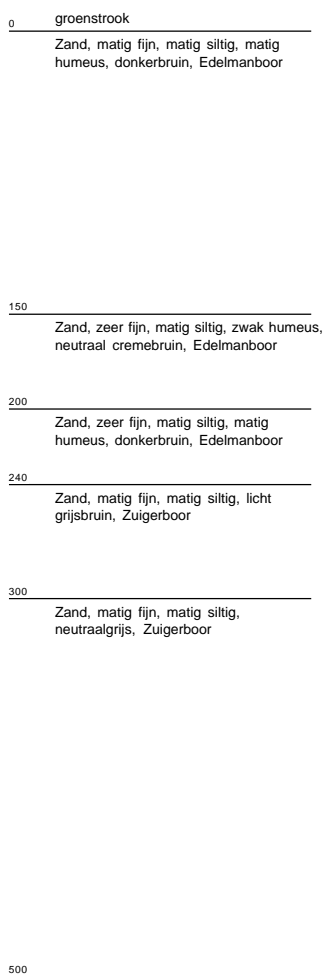 0
groenstrook
Zand, matig fijn, matig siltig, matig
humeus, donkerbruin, Edelmanboor
150
Zand, zeer fijn, matig siltig, zwak humeus,
neutraal cremebruin, Edelmanboor
200
Zand, zeer fijn, matig siltig, matig
humeus, donkerbruin, Edelmanboor
240
Zand, matig fijn, matig siltig, licht
grijsbruin, Zuigerboor
300
Zand, matig fijn, matig siltig,
neutraalgrijs, Zuigerboor
500